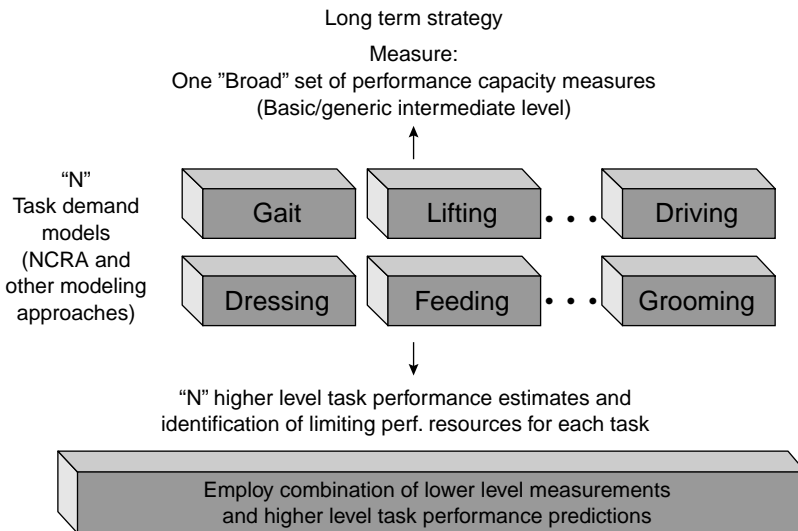 Long term strategy
Measure:
One ”Broad” set of performance capacity measures
(Basic/generic intermediate level)
“N”
Task demand
models
(NCRA and
other modeling
approaches)
Gait
Lifting
• • •
Driving
Dressing
Feeding
• • •
Grooming
“N” higher level task performance estimates and
identification of limiting perf. resources for each task
Employ combination of lower level measurements
and higher level task performance predictions